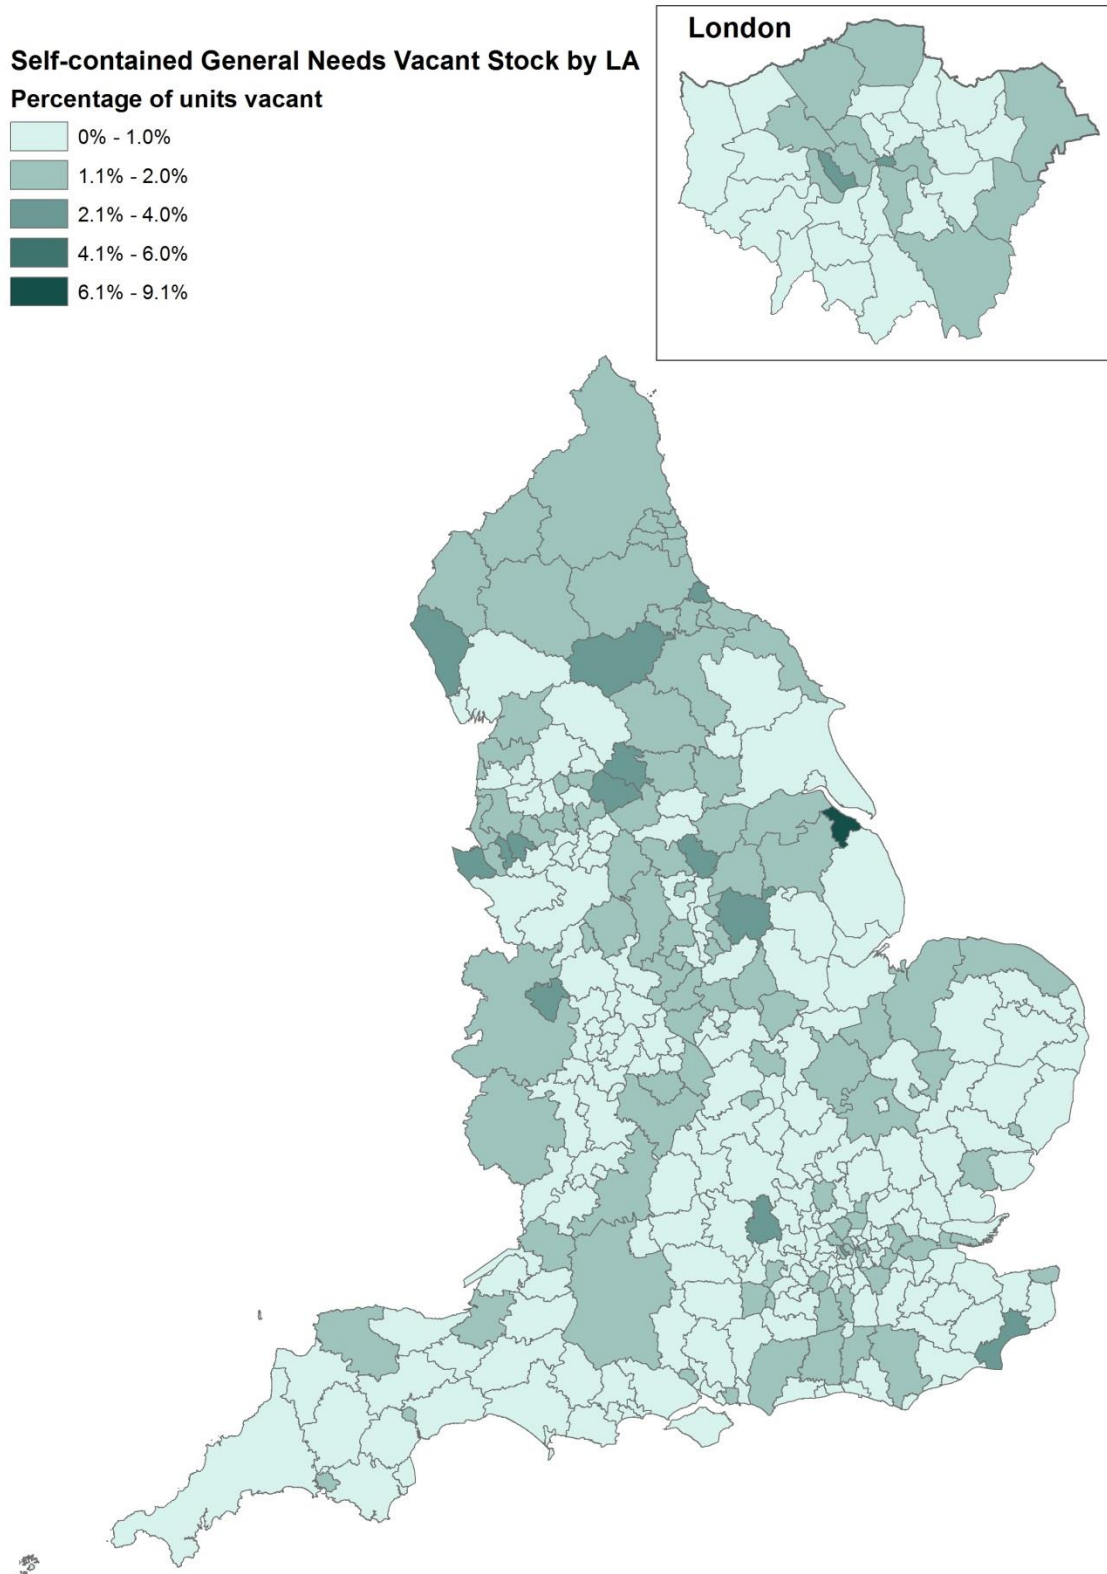 Self-contained General Needs Vacant Stock by LA
Percentage of units vacant
0% - 1.0%
1.1% - 2.0%
2.1% - 4.0%
4.1% - 6.0%
6.1% - 9.1%
London